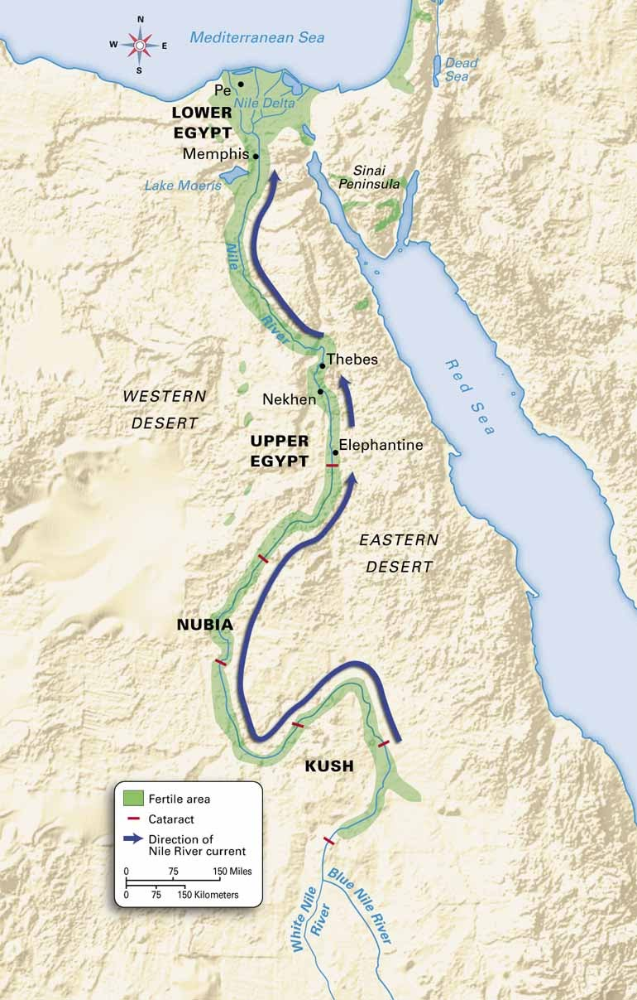 N
W E
S
Mediterranean Sea
Dead
Sea
Pe
Nile Delta
LOWER
EGYPT
Memphis
Lake Moeris
Sinai
Peninsula
Nile
River
Thebes
Nekhen
Red Sea
WESTERN
DESERT
UPPER
EGYPT
Elephantine
EASTERN
DESERT
NUBIA
KUSH
Fertile area
Cataract
Direction of
Nile River current
0 75 150 Miles
0 75 150 Kilometers
White Nile
River
Blue Nile River